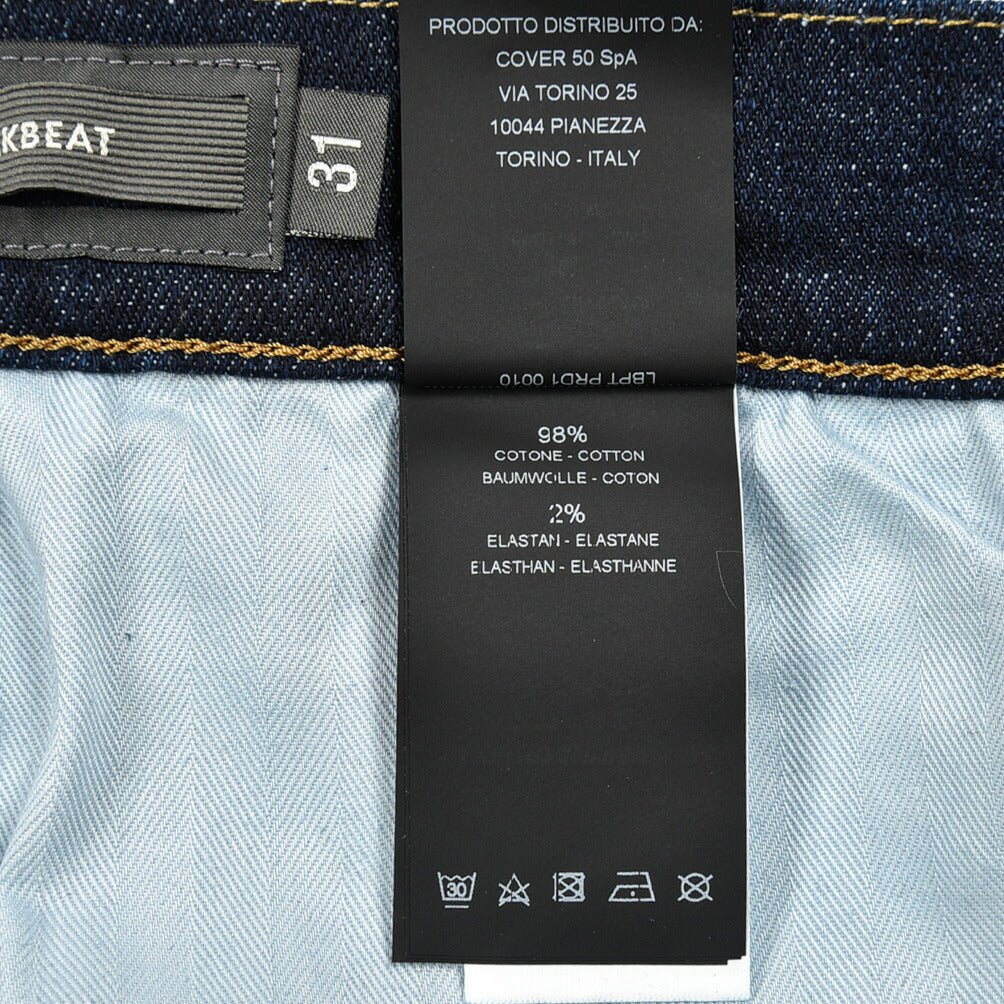 KBEAT
31
PRODOTTO DISTRIBUITO DA:
COVER 50 SpA
VIA TORINO 25
10044 PIANEZZA
TORINO - ITALY
LBPT PRD1 0010
98%
COTONE - COTTON
BAUMWOLLE - COTON
2%
ELASTAN - ELASTANE
ELASTHAN - ELASTHANNE
30